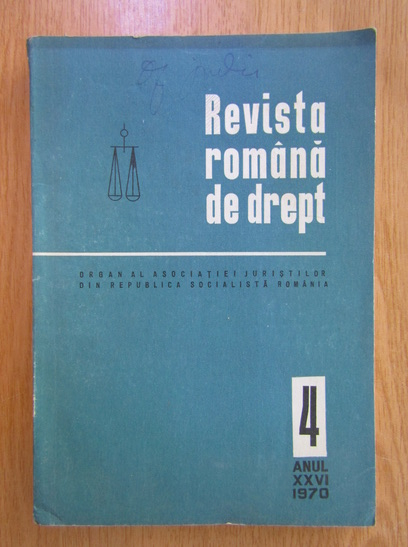 Revista
română
de drept
ORGAN AL ASOCIAȚIEI JURIȘTILOR
DIN REPUBLICA SOCIALISTĂ ROMÂNIA
4
ANUL
XXVI
1970